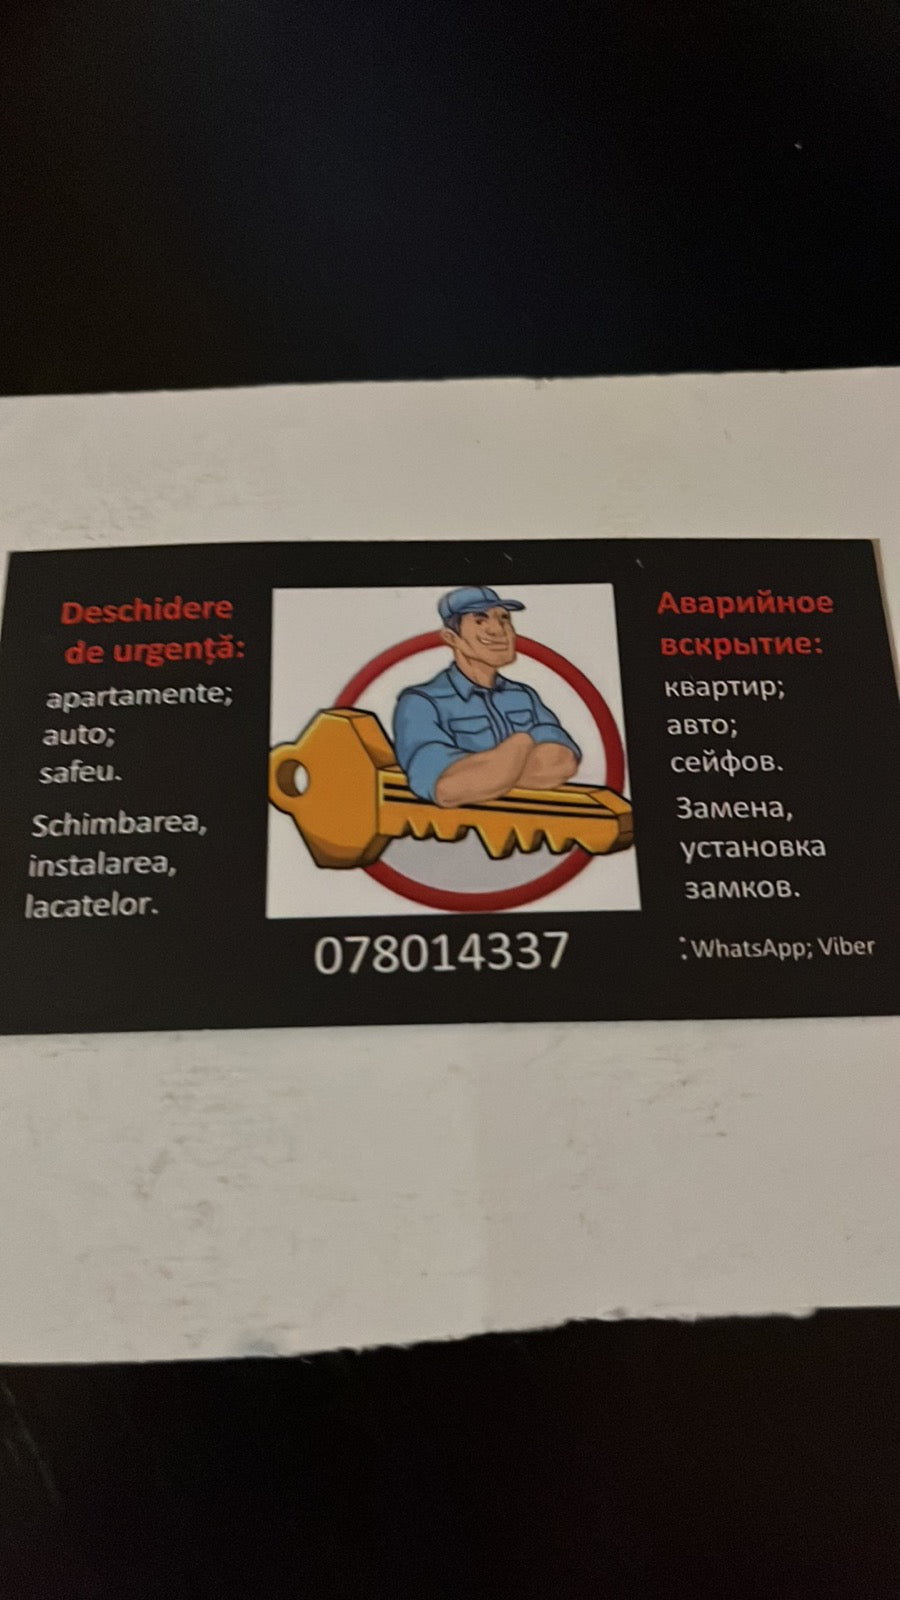 Deschidere
de urgență:
apartamente;
auto;
safeu.
Schimbarea,
instalarea,
lacatelor.
078014337
Аварийное
вскрытие:
квартир;
авто;
сейфов.
Замена,
установка
замков.
:WhatsApp; Viber